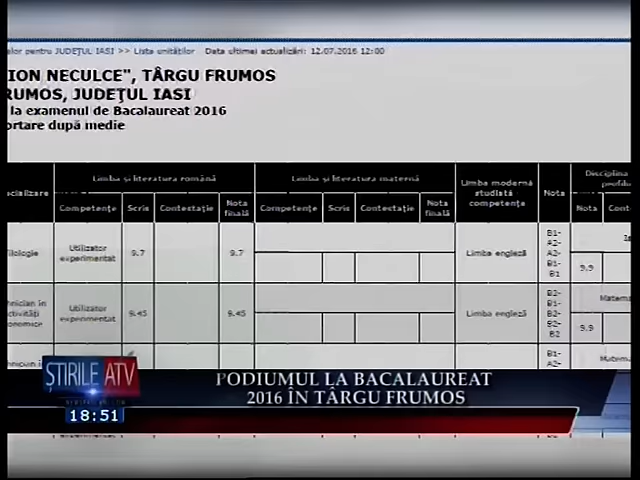 elor pentru JUDEŢUL IASI >> Lista unităţilor Data ultimei actualizări: 12.07.2016 12:00
ION NECULCE", TÂRGU FRUMOS
RUMOS, JUDEŢUL IASI
la examenul de Bacalaureat 2016
ortare după medie
Limba şi literatura română Limba şi literatura maternă Limba modernă studiată competenţe Nota Disciplina
Competenţe Scris Contestaţie Nota finală Competenţe Scris Contestaţie Nota finală Nota Cont
Utilizator experimentat 9.7 9.7 Limba engleză B1-A2-A2-B1-B1 9.9
Utilizator experimentat 9.45 9.45 Limba engleză B2-B1-B2-B2-B2 9.9 Matema
A2-
ŞTIRILE ATV
18:51
PODIUMUL LA BACALAUREAT
2016 ÎN TÂRGU FRUMOS